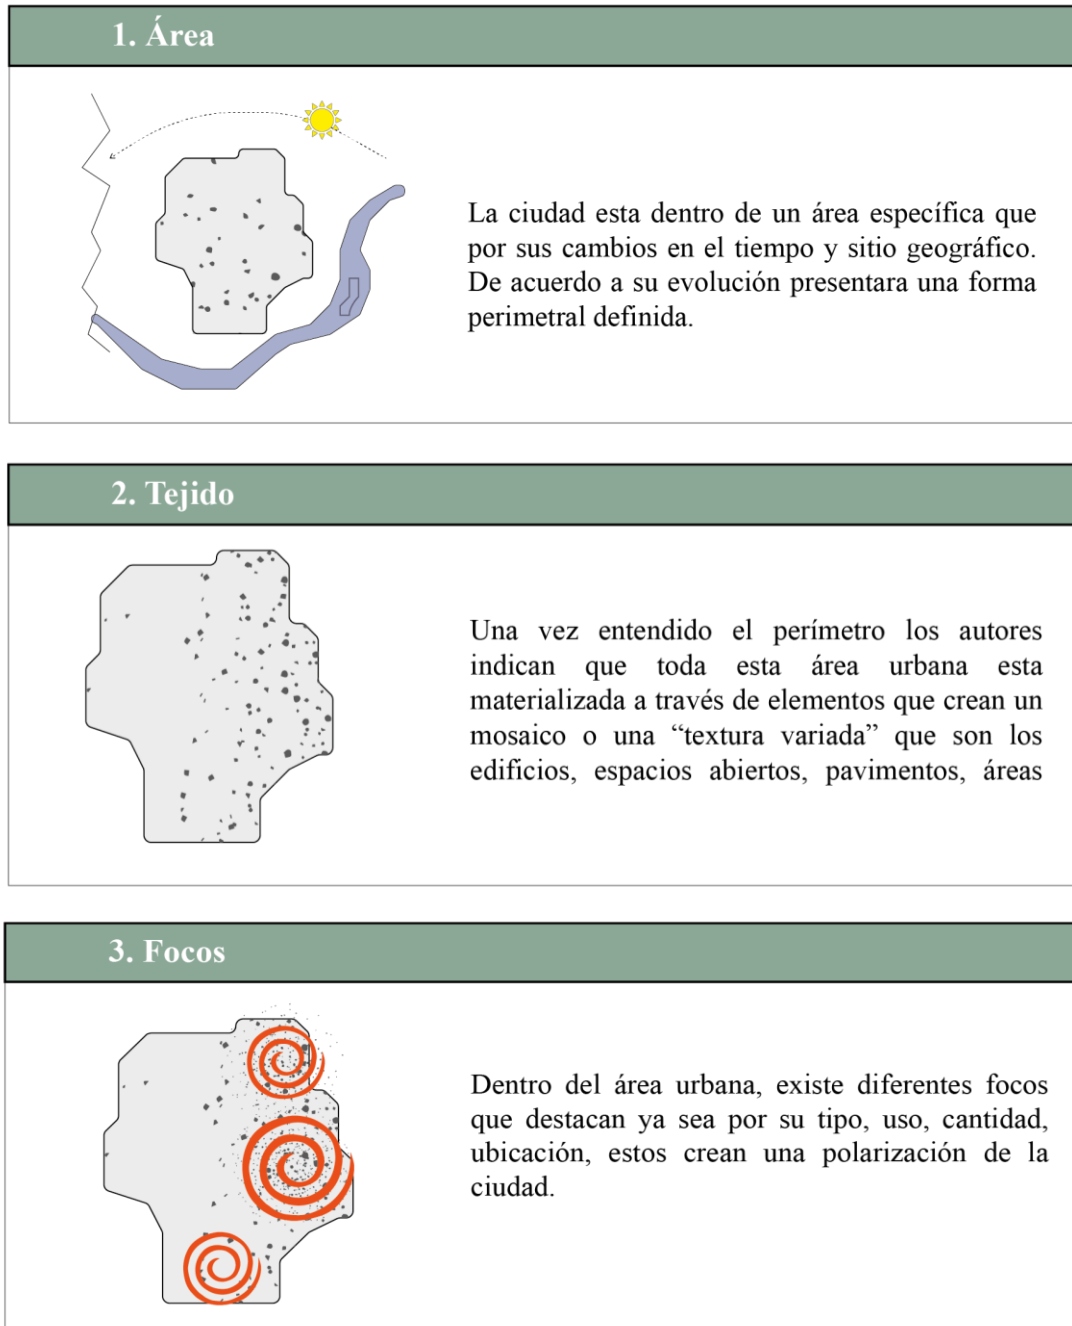 1. Área
La ciudad esta dentro de un área específica que
por sus cambios en el tiempo y sitio geográfico.
De acuerdo a su evolución presentara una forma
perimetral definida.
2. Tejido
Una vez entendido el perímetro los autores
indican que toda esta área urbana esta
materializada a través de elementos que crean un
mosaico o una “textura variada” que son los
edificios, espacios abiertos, pavimentos, áreas
3. Focos
Dentro del área urbana, existe diferentes focos
que destacan ya sea por su tipo, uso, cantidad,
ubicación, estos crean una polarización de la
ciudad.